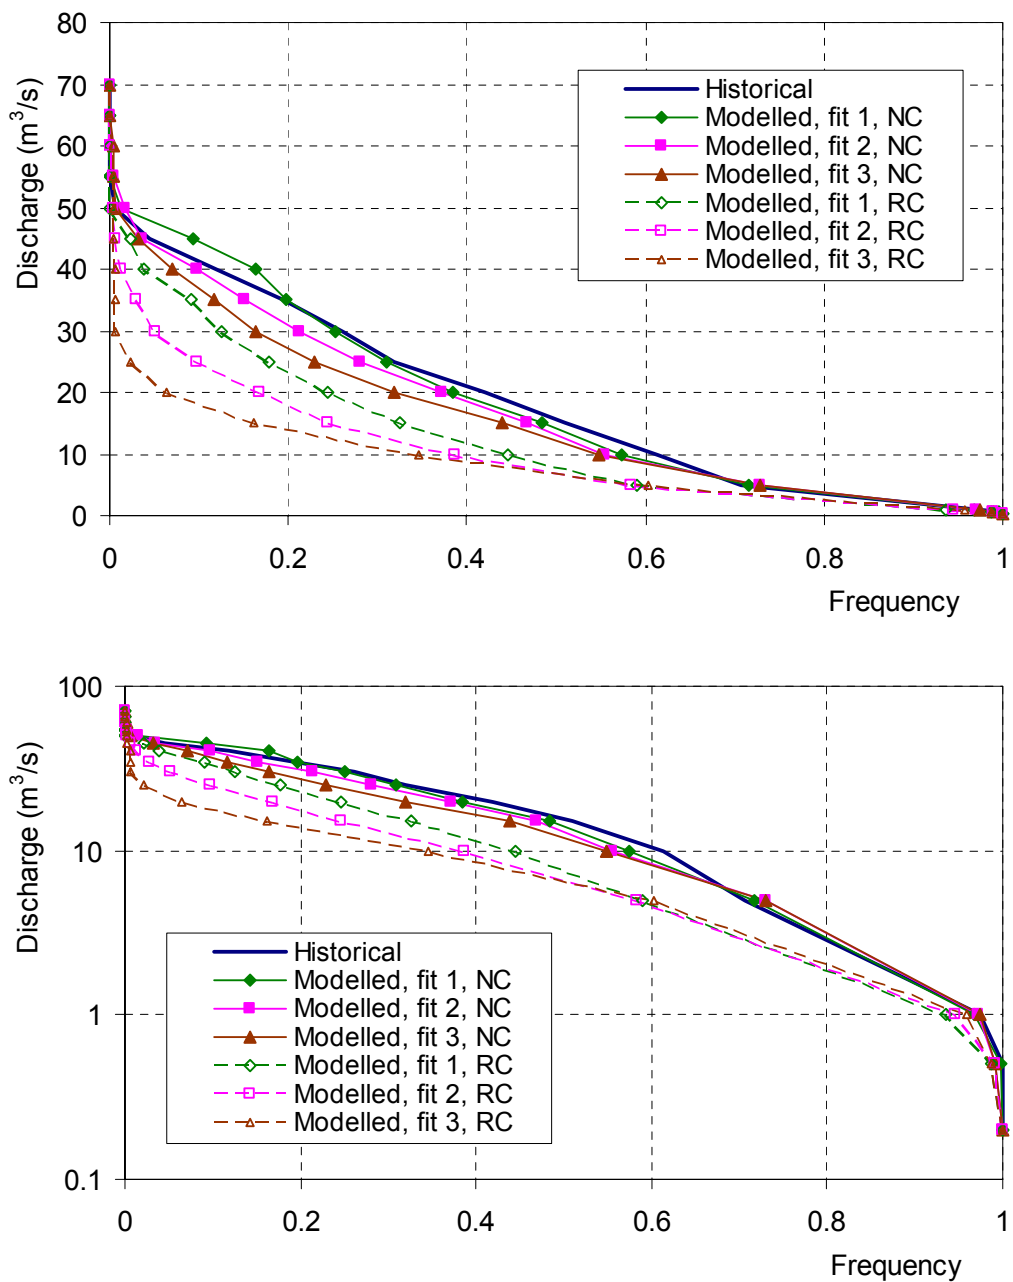 80
70
60
50
40
30
20
10
0
Discharge (m³/s)
Historical
Modelled, fit 1, NC
Modelled, fit 2, NC
Modelled, fit 3, NC
Modelled, fit 1, RC
Modelled, fit 2, RC
Modelled, fit 3, RC
0 0.2 0.4 0.6 0.8 1
Frequency
100
10
1
0.1
Discharge (m³/s)
Historical
Modelled, fit 1, NC
Modelled, fit 2, NC
Modelled, fit 3, NC
Modelled, fit 1, RC
Modelled, fit 2, RC
Modelled, fit 3, RC
0 0.2 0.4 0.6 0.8 1
Frequency